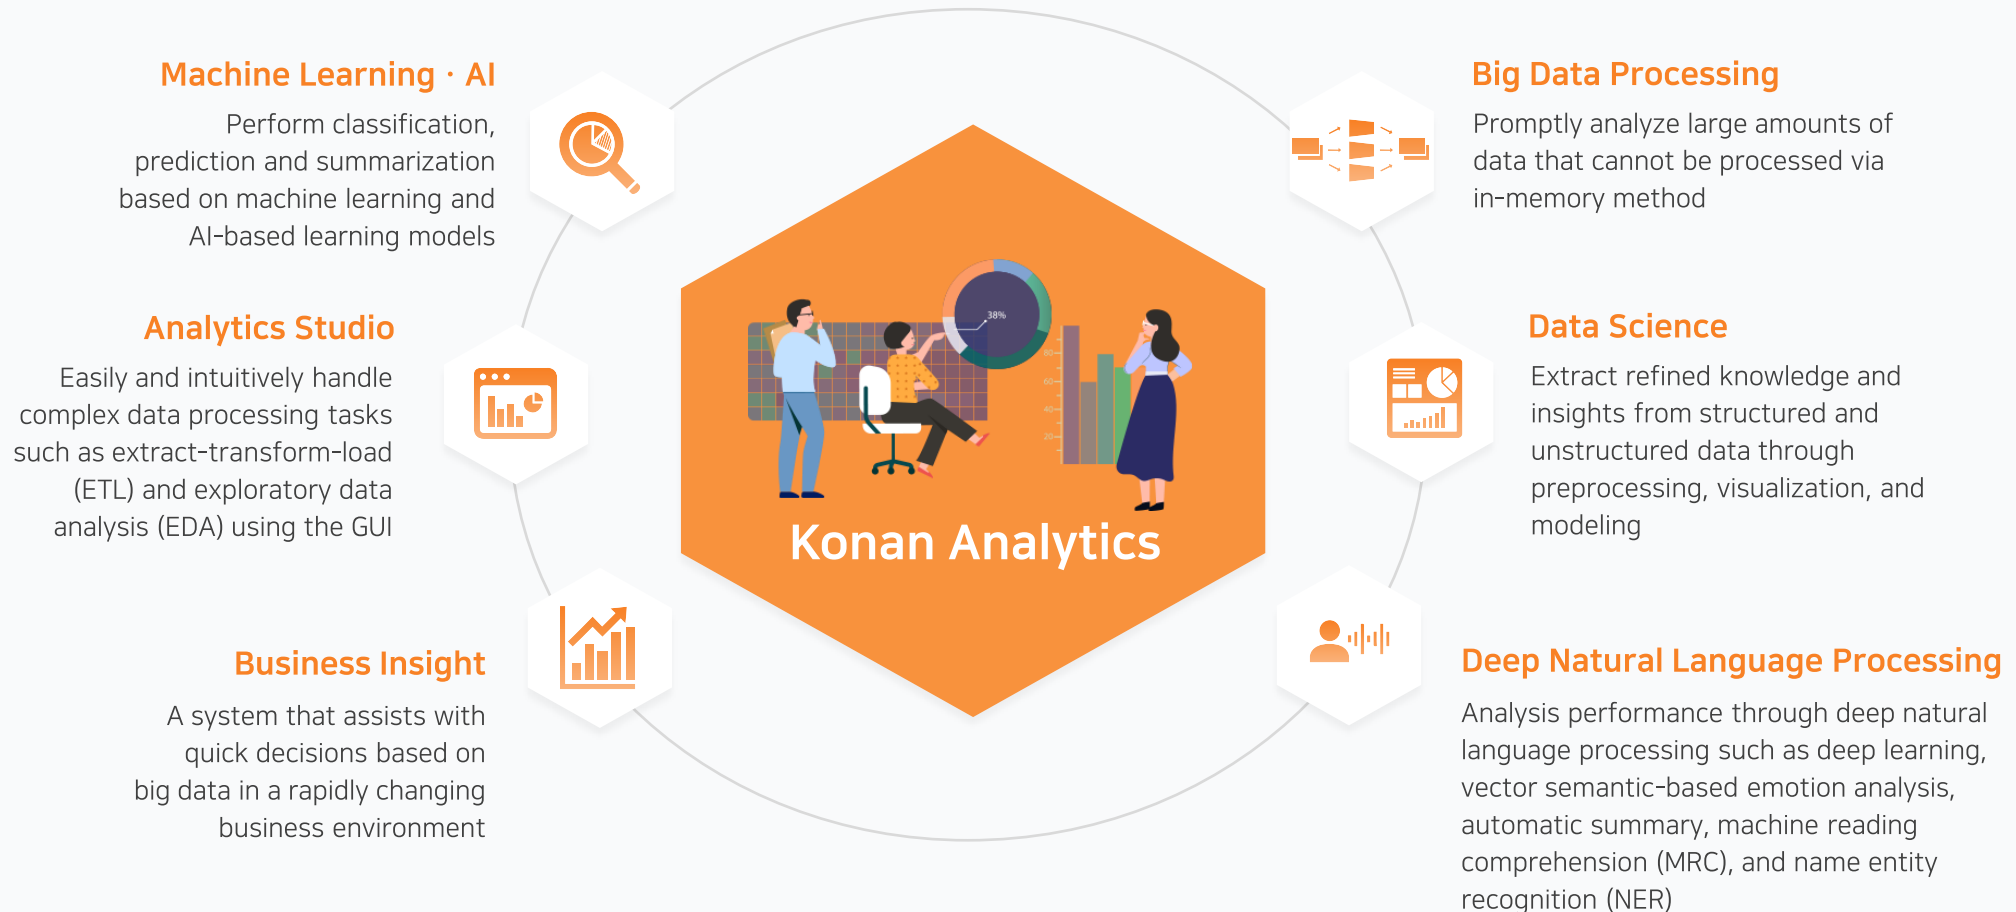 Machine Learning · AI
Perform classification,
prediction and summarization
based on machine learning and
AI-based learning models
Analytics Studio
Easily and intuitively handle
complex data processing tasks
such as extract-transform-load
(ETL) and exploratory data
analysis (EDA) using the GUI
Business Insight
A system that assists with
quick decisions based on
big data in a rapidly changing
business environment
38%
80
60
40
20
Konan Analytics
Big Data Processing
Promptly analyze large amounts of
data that cannot be processed via
in-memory method
Data Science
Extract refined knowledge and
insights from structured and
unstructured data through
preprocessing, visualization, and
modeling
Deep Natural Language Processing
Analysis performance through deep natural
language processing such as deep learning,
vector semantic-based emotion analysis,
automatic summary, machine reading
comprehension (MRC), and name entity
recognition (NER)